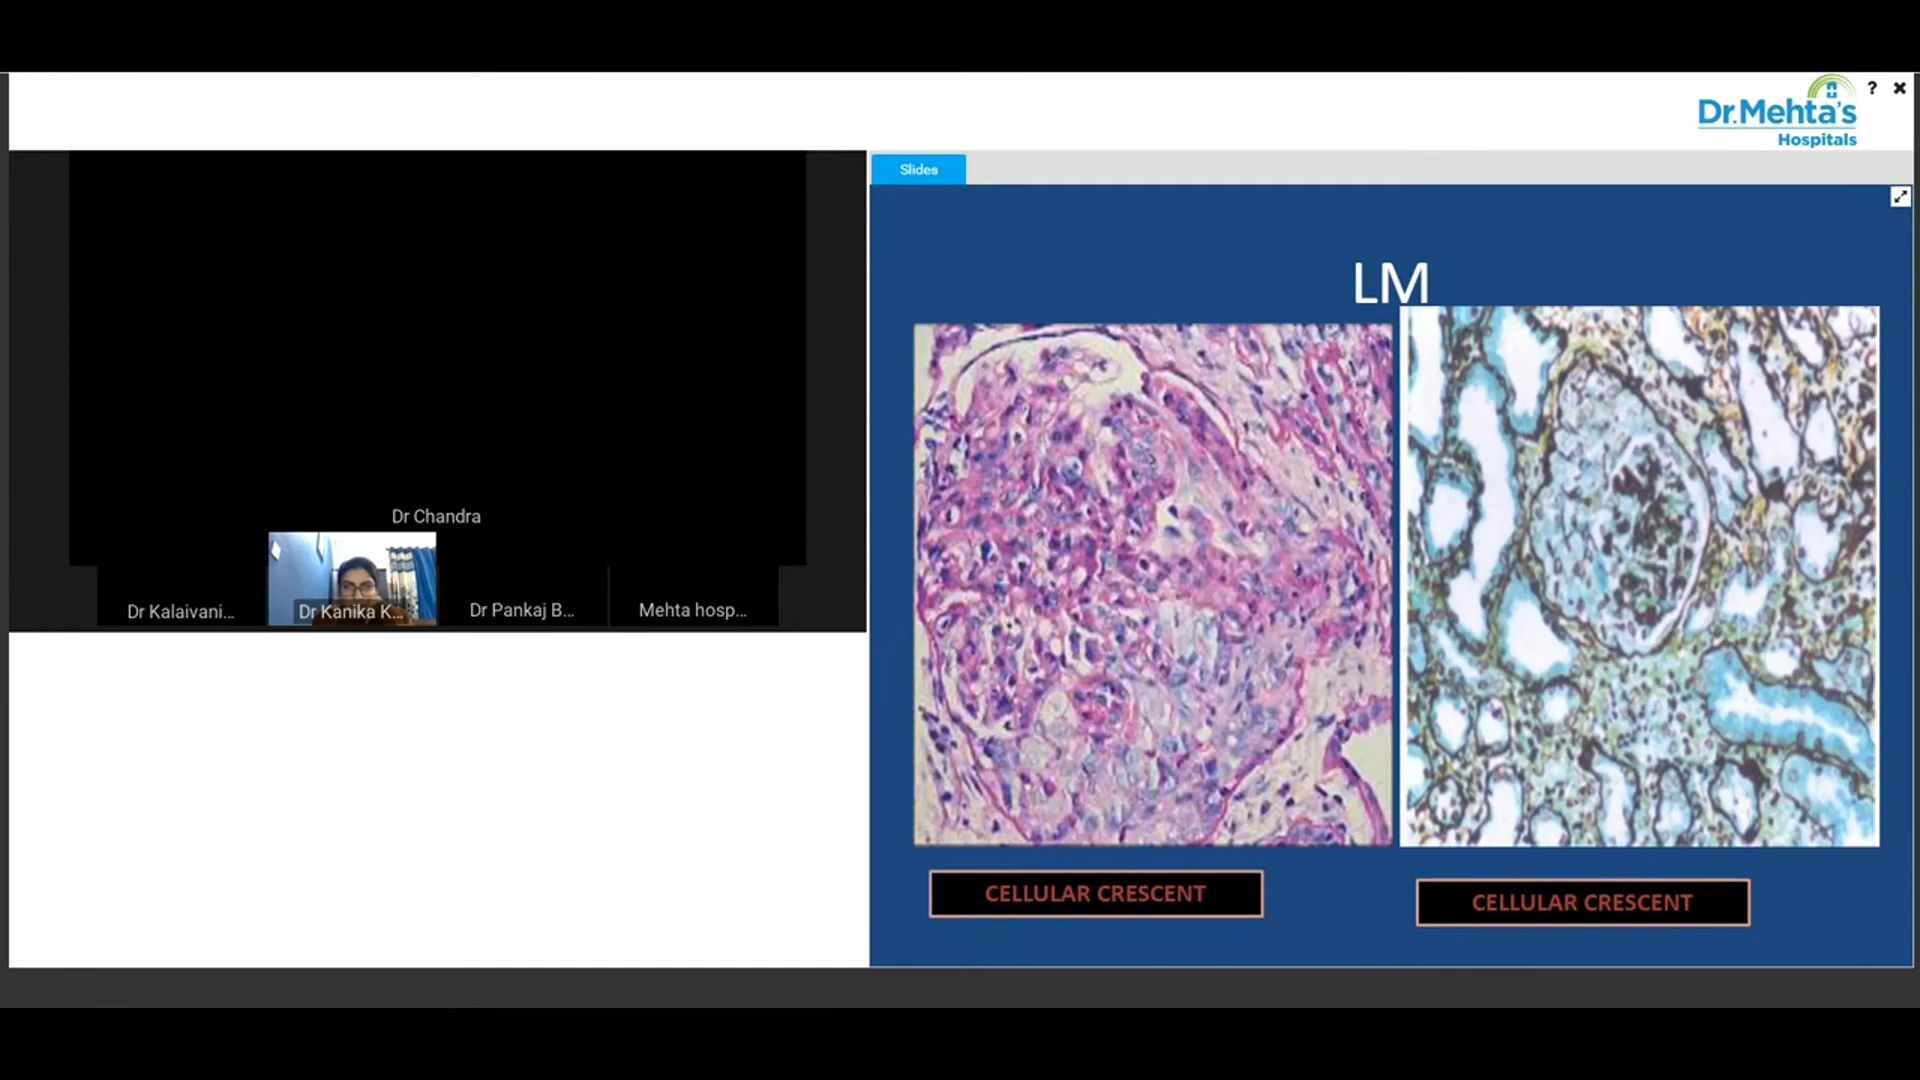 Dr.Mehta's
Hospitals
?
Slides
LM
Dr Chandra
Dr Kalaivani...
Dr Kanika K...
Dr Pankaj B...
Mehta hosp...
CELLULAR CRESCENT
CELLULAR CRESCENT